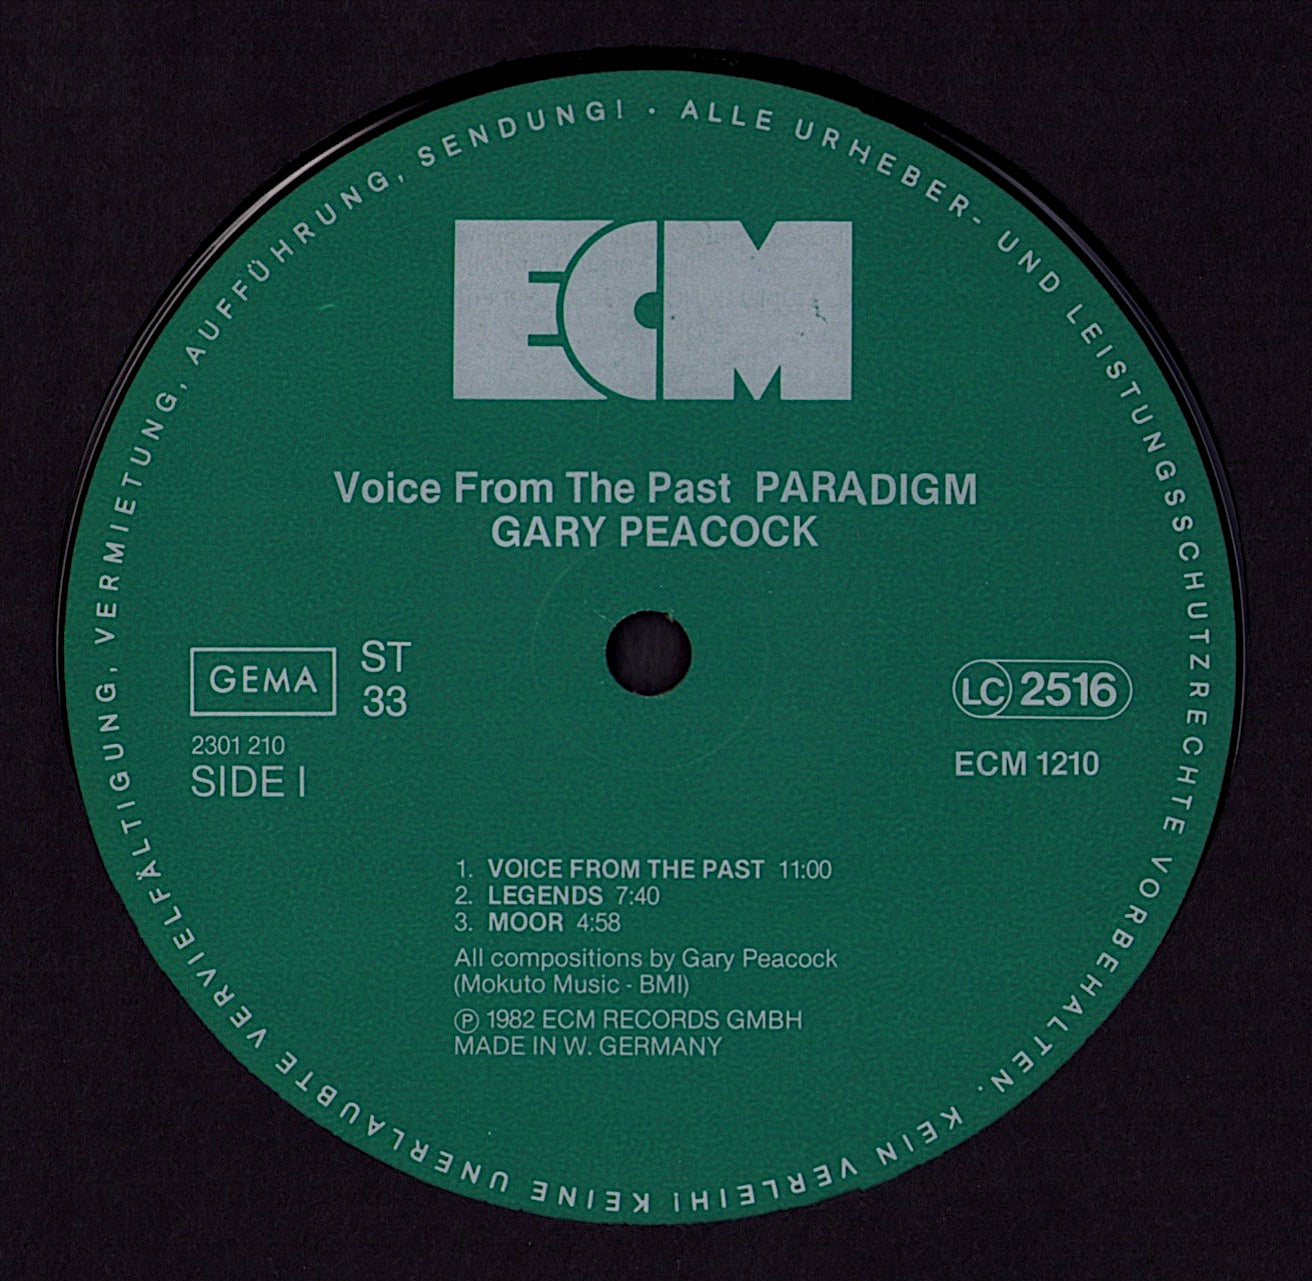 ALLE URHEBER- UND LEISTUNGSSCHUTZRECHTE VORBEHALTEN. KEIN VERLEIH! KEINE UNERLAUBTE VERVIELFÄLTIGUNG, VERMIETUNG, AUFFÜHRUNG, SENDUNG! ·
ECM
Voice From The Past PARADIGM
GARY PEACOCK
GEMA
ST
33
2301 210
SIDE I
LC 2516
ECM 1210
1. VOICE FROM THE PAST 11:00
2. LEGENDS 7:40
3. MOOR 4:58
All compositions by Gary Peacock
(Mokuto Music - BMI)
Ⓟ 1982 ECM RECORDS GMBH
MADE IN W. GERMANY